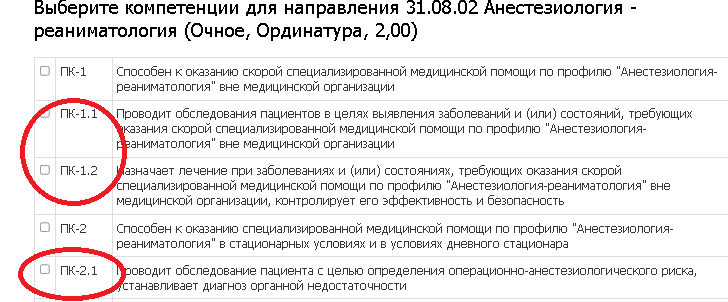 Выберите компетенции для направления 31.08.02 Анестезиология -
реаниматология (Очное, Ординатура, 2,00)
ПК-1 Способен к оказанию скорой специализированной медицинской помощи по профилю "Анестезиология-
реаниматология" вне медицинской организации
ПК-1.1 Проводит обследования пациентов в целях выявления заболеваний и (или) состояний, требующих
оказания скорой специализированной медицинской помощи по профилю "Анестезиология-
реаниматология" вне медицинской организации
ПК-1.2 Назначает лечение при заболеваниях и (или) состояниях, требующих оказания скорой
специализированной медицинской помощи по профилю "Анестезиология-реаниматология" вне
медицинской организации, контролирует его эффективность и безопасность
ПК-2 Способен к оказанию специализированной медицинской помощи по профилю "Анестезиология-
реаниматология" в стационарных условиях и в условиях дневного стационара
ПК-2.1 Проводит обследование пациента с целью определения операционно-анестезиологического риска,
устанавливает диагноз органной недостаточности